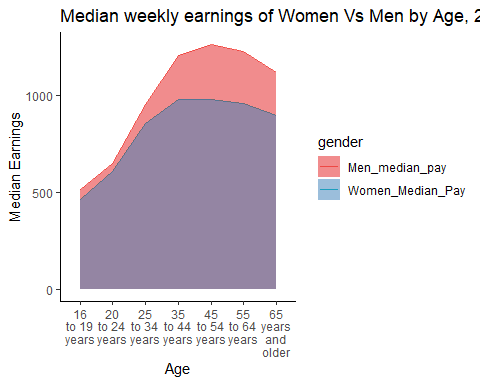 Median weekly earnings of Women Vs Men by Age, 2
Median Earnings
1000
500
0
16
to 19
years
20
to 24
years
25
to 34
years
35
to 44
years
45
to 54
years
55
to 64
years
65
years
and
older
Age
gender
Men_median_pay
Women_Median_Pay